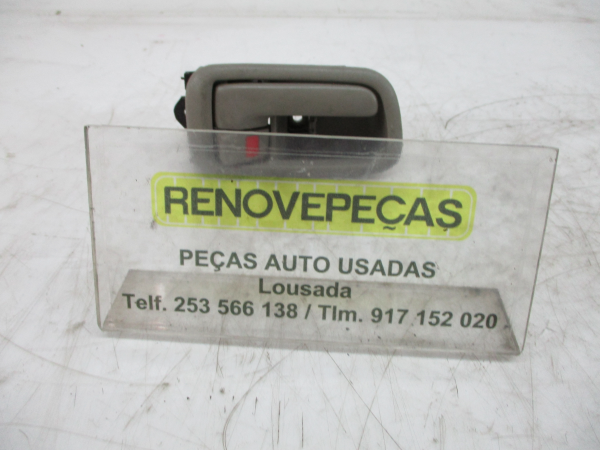 RENOVEPEÇAS
PEÇAS AUTO USADAS
Lousada
Telf. 253 566 138 / Tlm. 917 152 020